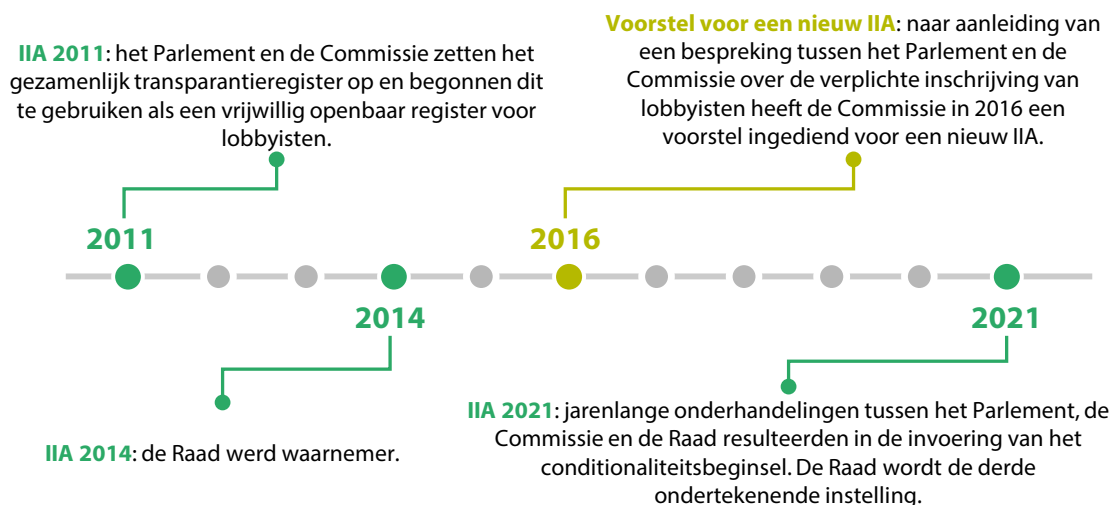 IIA 2011: het Parlement en de Commissie zetten het
gezamenlijk transparantieregister op en begonnen dit
te gebruiken als een vrijwillig openbaar register voor
lobbyisten.
Voorstel voor een nieuw IIA: naar aanleiding van
een bespreking tussen het Parlement en de
Commissie over de verplichte inschrijving van
lobbyisten heeft de Commissie in 2016 een
voorstel ingediend voor een nieuw IIA.
2011
2016
2014
2021
IIA 2014: de Raad werd waarnemer.
IIA 2021: jarenlange onderhandelingen tussen het Parlement, de
Commissie en de Raad resulteerden in de invoering van het
conditionaliteitsbeginsel. De Raad wordt de derde
ondertekenende instelling.